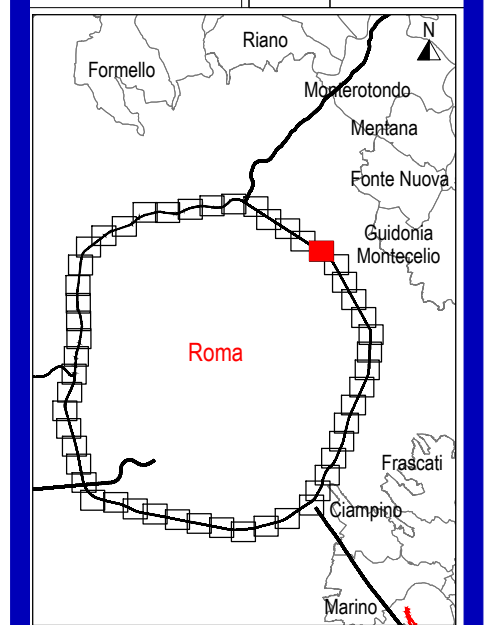 N
Riano
Formello
Monterotondo
Mentana
Fonte Nuova
Guidonia
Montecelio
Roma
Frascati
Ciampino
Marino